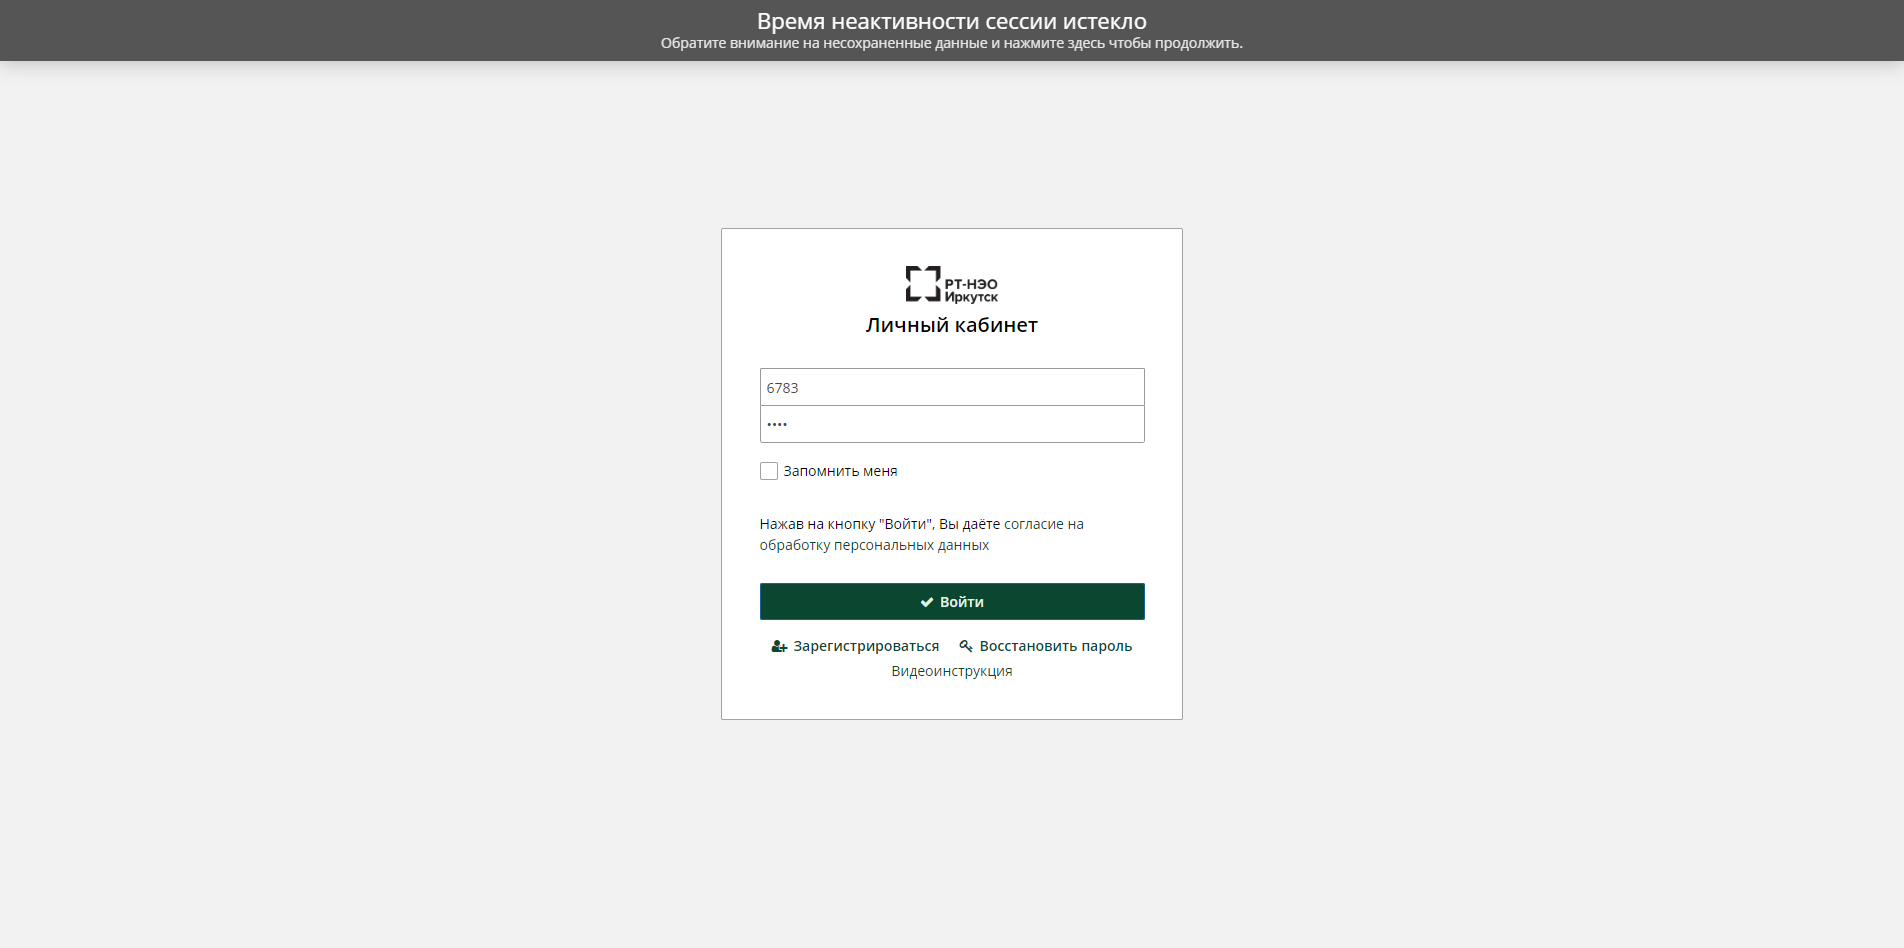 Время неактивности сессии истекло
Обратите внимание на несохраненные данные и нажмите здесь чтобы продолжить.
РТ-НЭО
Иркутск
Личный кабинет
6783
••••
Запомнить меня
Нажав на кнопку "Войти", Вы даёте согласие на
обработку персональных данных
Войти
Зарегистрироваться Восстановить пароль
Видеоинструкция